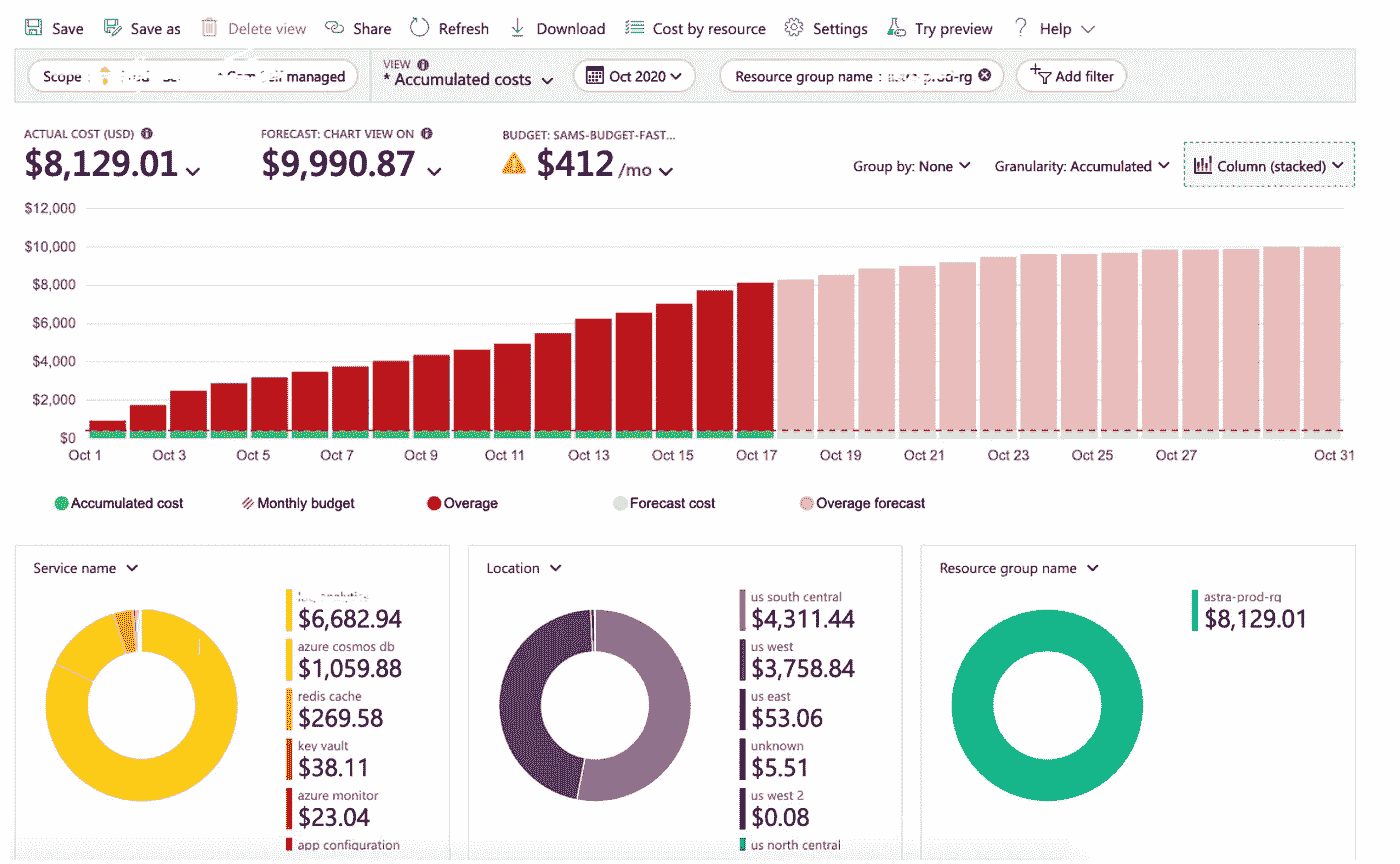 Save Save as Delete view Share Refresh Download Cost by resource Settings Try preview ? Help
Scope : self managed
VIEW
* Accumulated costs
Oct 2020
Resource group name : astra-prod-rg
Add filter
ACTUAL COST (USD)
$8,129.01
FORECAST: CHART VIEW ON
$9,990.87
BUDGET: SAMS-BUDGET-FAST...
$412 /mo
Group by: None
Granularity: Accumulated
Column (stacked)
$12,000
$10,000
$8,000
$6,000
$4,000
$2,000
$0
Oct 1 Oct 3 Oct 5 Oct 7 Oct 9 Oct 11 Oct 13 Oct 15 Oct 17 Oct 19 Oct 21 Oct 23 Oct 25 Oct 27 Oct 31
Accumulated cost Monthly budget Overage Forecast cost Overage forecast
Service name
$6,682.94
azure cosmos db
$1,059.88
redis cache
$269.58
key vault
$38.11
azure monitor
$23.04
app configuration
Location
us south central
$4,311.44
us west
$3,758.84
us east
$53.06
unknown
$5.51
us west 2
$0.08
us north central
Resource group name
astra-prod-rg
$8,129.01